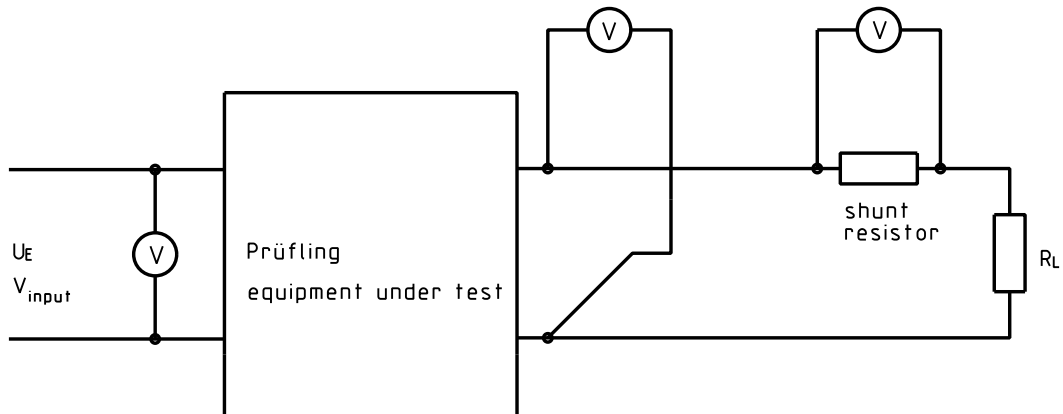 V
V
UE
Vinput
V
Prüfling
equipment under test
shunt
resistor
RL